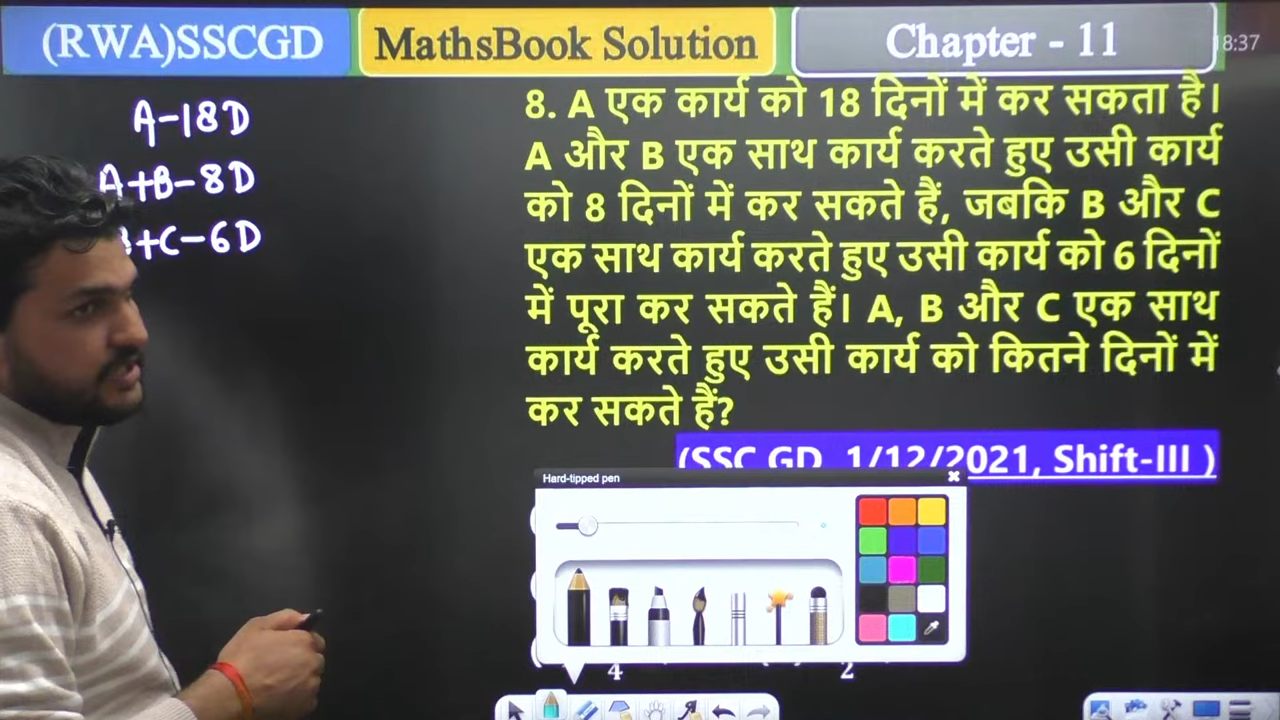 (RWA)SSCGD
MathsBook Solution
Chapter - 11
18:37
A-18D
A+B-8D
B+C-6D
8. A एक कार्य को 18 दिनों में कर सकता है।
A और B एक साथ कार्य करते हुए उसी कार्य
को 8 दिनों में कर सकते हैं, जबकि B और C
एक साथ कार्य करते हुए उसी कार्य को 6 दिनों
में पूरा कर सकते हैं। A, B और C एक साथ
कार्य करते हुए उसी कार्य को कितने दिनों में
कर सकते हैं?
(SSC GD 1/12/2021, Shift-III )
Hard-tipped pen
4
2